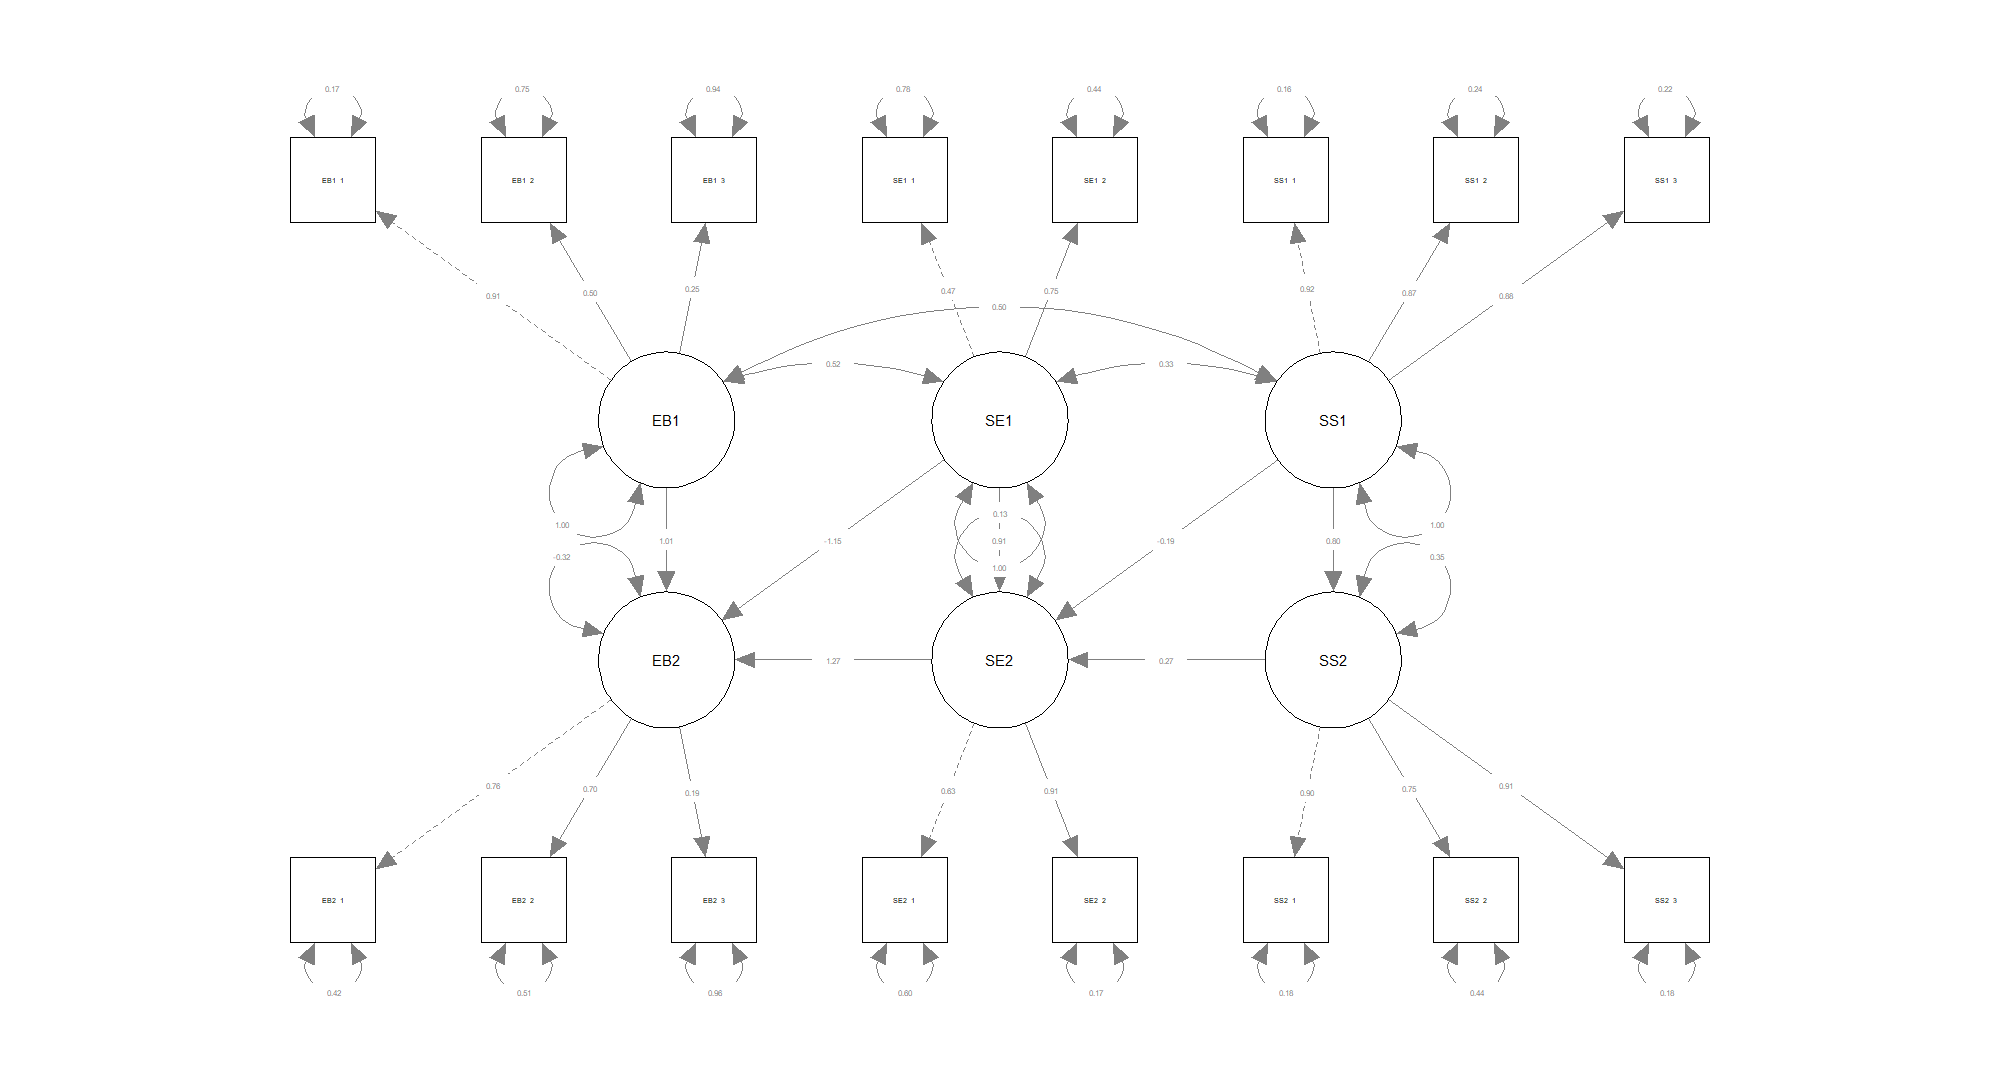 0.17 0.75 0.94 0.78 0.44 0.16 0.24 0.22
EB1 1 EB1 2 EB1 3 SE1 1 SE1 2 SS1 1 SS1 2 SS1 3
0.91 0.50 0.25 0.47 0.75 0.92 0.87 0.88
0.50
0.52 0.33
EB1 SE1 SS1
0.13
1.00 1.00
1.01 -1.15 0.91 -0.19 0.80
-0.32 0.35
1.00
EB2 1.27 SE2 0.27 SS2
0.76 0.70 0.19 0.63 0.91 0.90 0.75 0.91
EB2 1 EB2 2 EB2 3 SE2 1 SE2 2 SS2 1 SS2 2 SS2 3
0.42 0.51 0.96 0.60 0.17 0.18 0.44 0.18